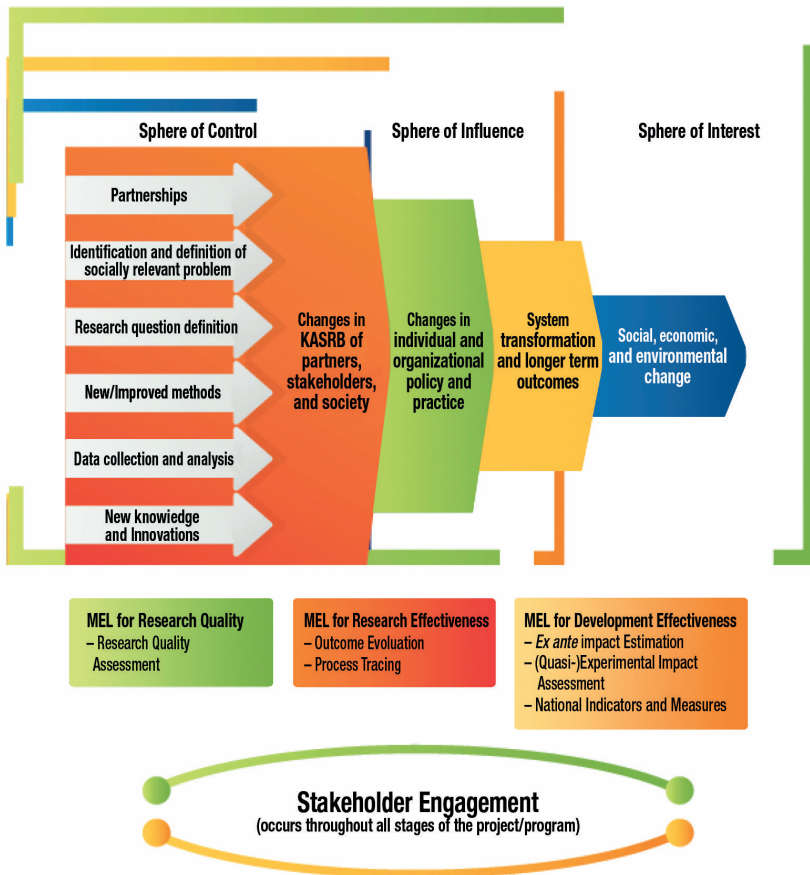 Sphere of Control
Sphere of Influence
Sphere of Interest
Partnerships
Identification and definition of
socially relevant problem
Research question definition
New/Improved methods
Data collection and analysis
New knowledge
and Innovations
Changes in
KASRB of
partners,
stakeholders,
and society
Changes in
individual and
organizational
policy and
practice
System
transformation
and longer term
outcomes
Social, economic,
and environmental
change
MEL for Research Quality
– Research Quality
Assessment
MEL for Research Effectiveness
– Outcome Evaluation
– Process Tracing
MEL for Development Effectiveness
– Ex ante impact Estimation
– (Quasi-)Experimental Impact
Assessment
– National Indicators and Measures
Stakeholder Engagement
(occurs throughout all stages of the project/program)